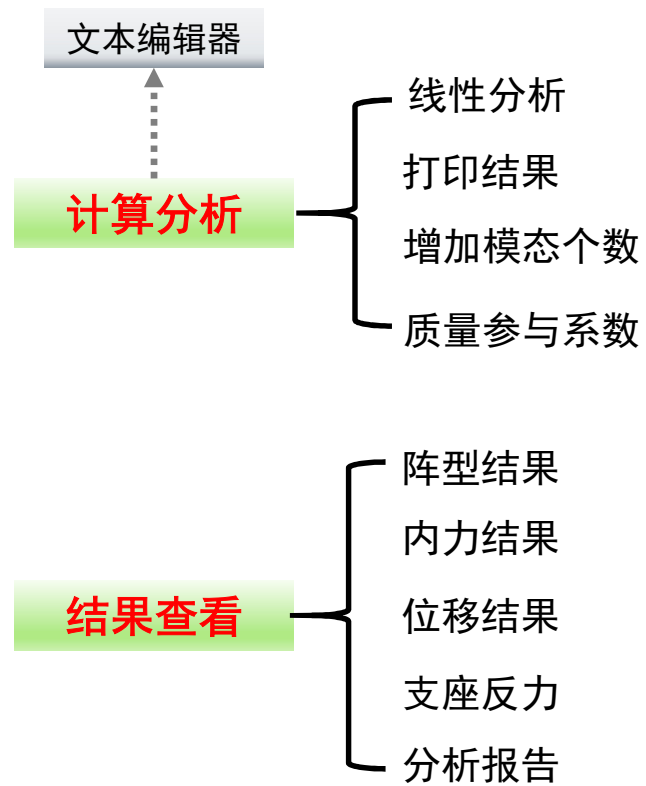 文本编辑器
计算分析
线性分析
打印结果
增加模态个数
质量参与系数
结果查看
阵型结果
内力结果
位移结果
支座反力
分析报告